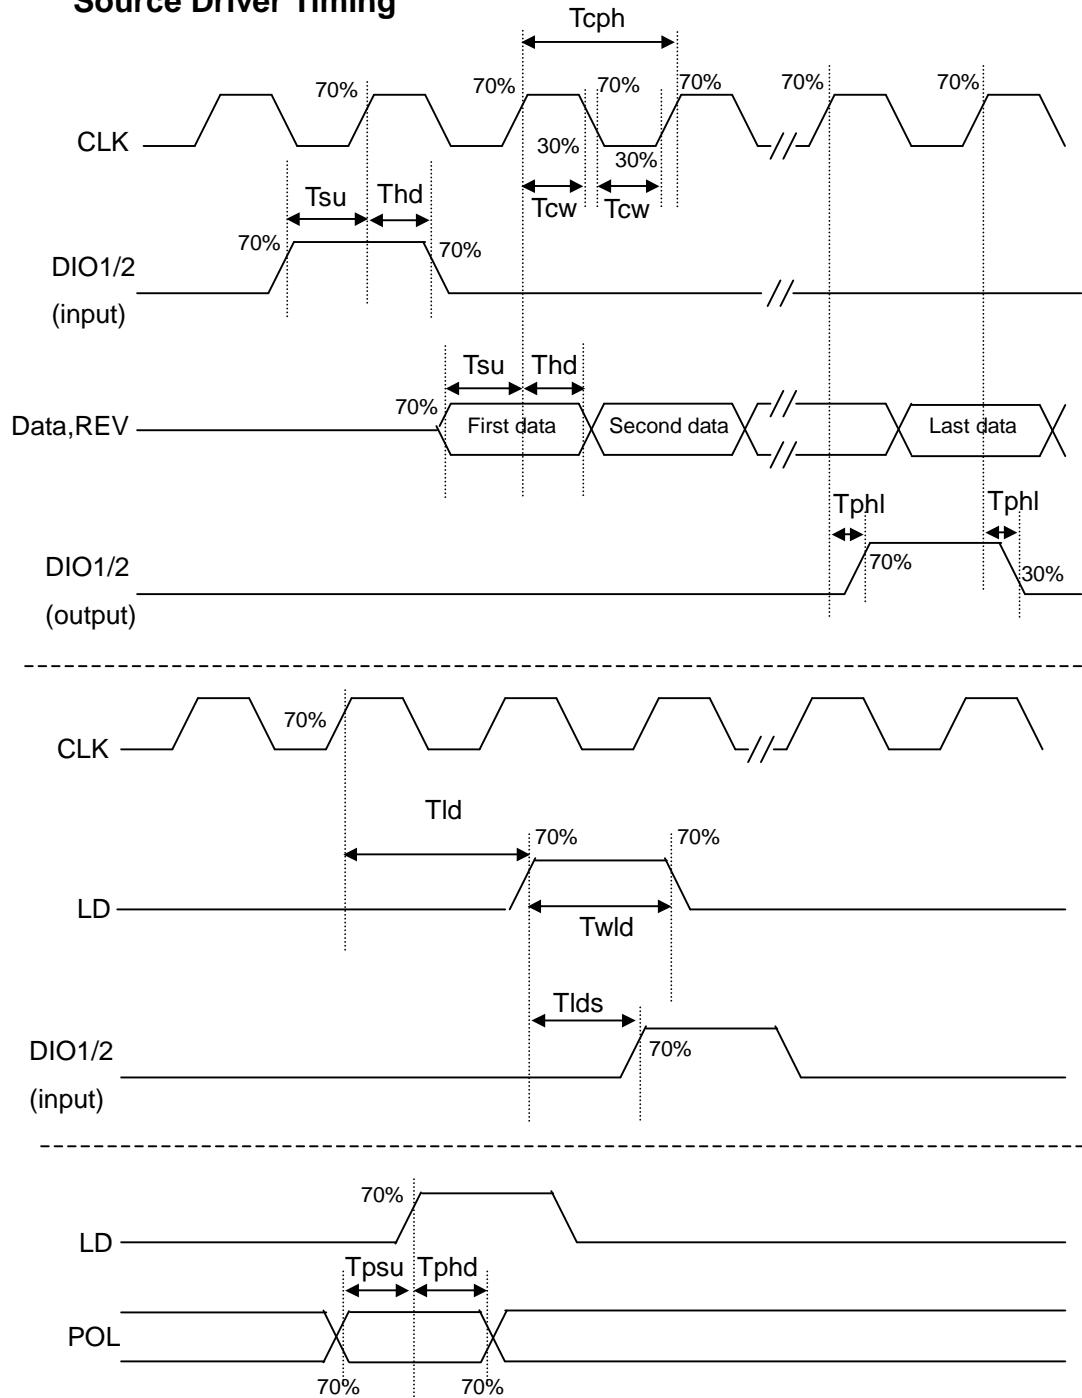 Source Driver Timing
Tcph
70% 70% 70% 70% 70% 70%
CLK
30% 30%
Tsu Thd Tcw Tcw
70% 70%
DIO1/2
(input)
Tsu Thd
70%
Data,REV First data Second data Last data
Tphl Tphl
DIO1/2 70% 30%
(output)
70%
CLK
Tld
70% 70%
LD
Twld
Tlds
DIO1/2 70%
(input)
70%
LD
Tpsu Tphd
POL
70% 70%